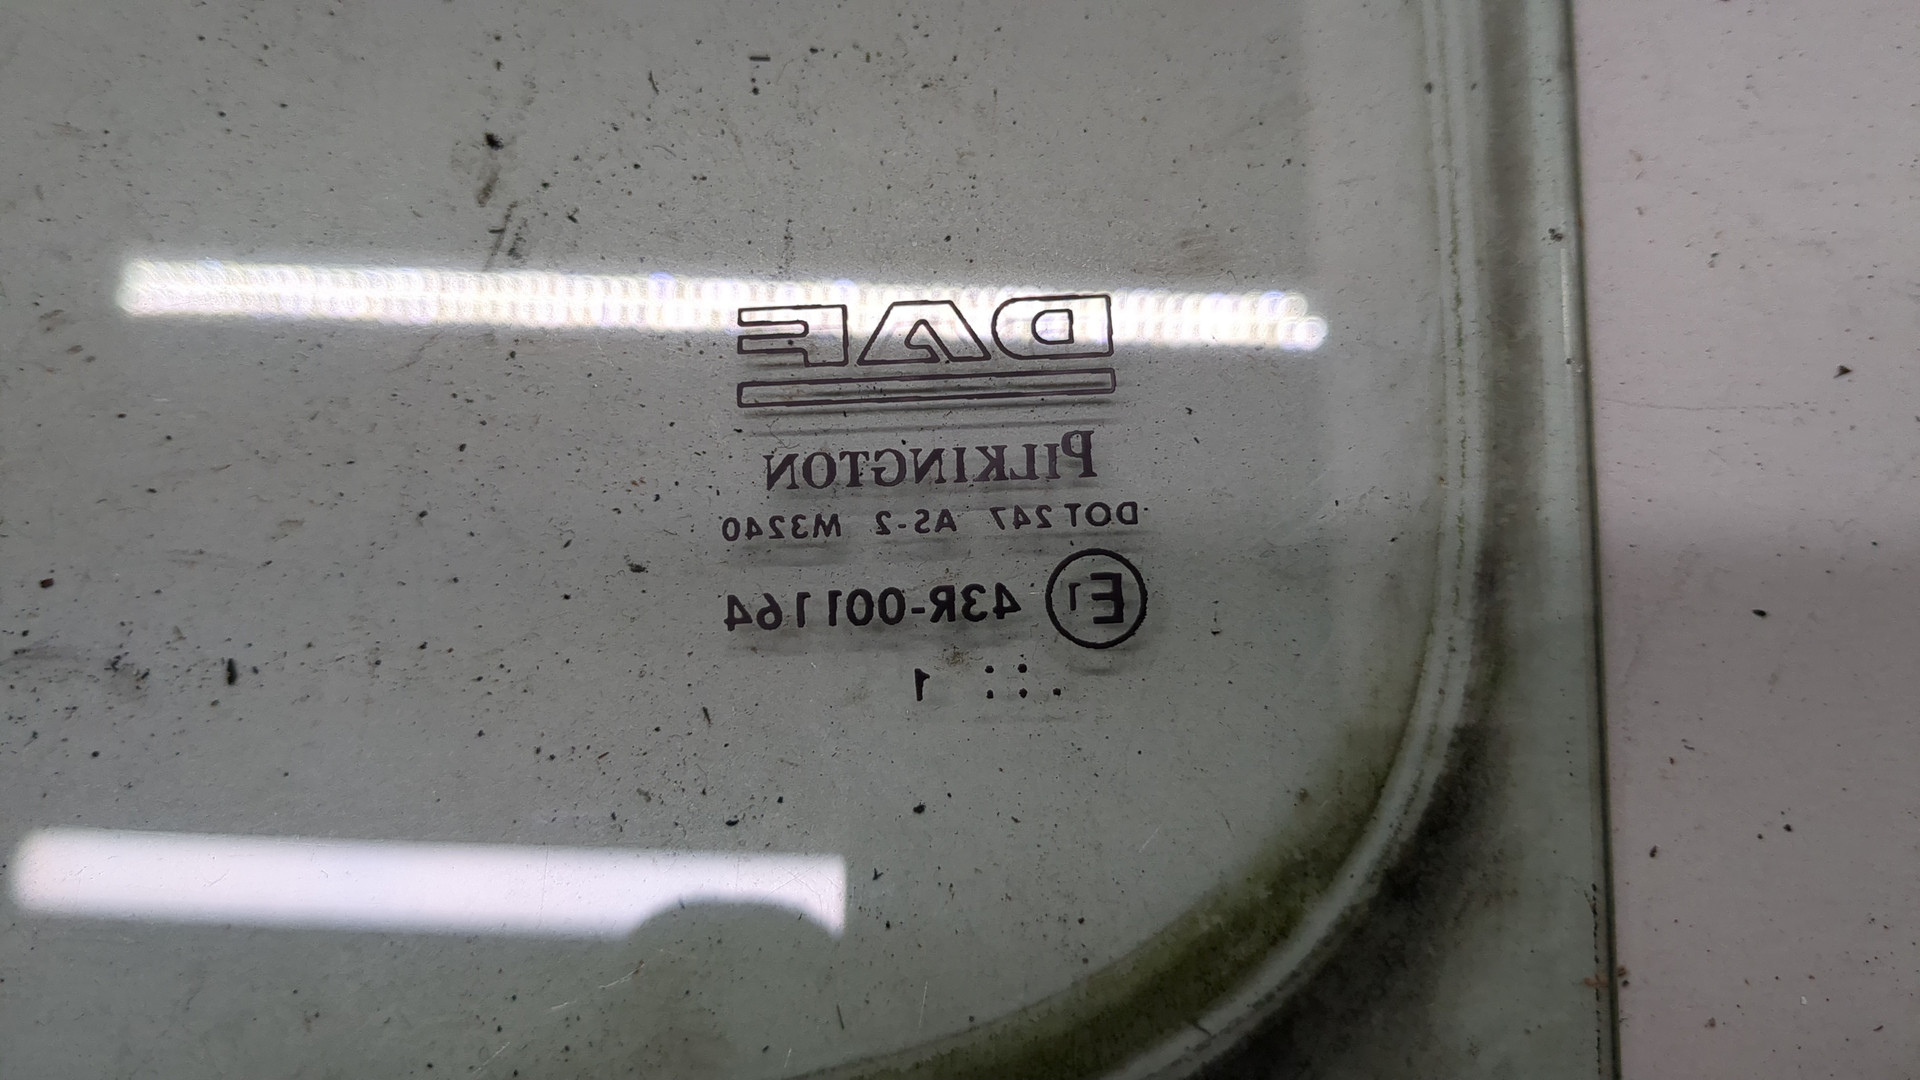 DAF
PILKINGTON
DOT 247 AS-2 M3240
E1 43R-001164
. : : 1